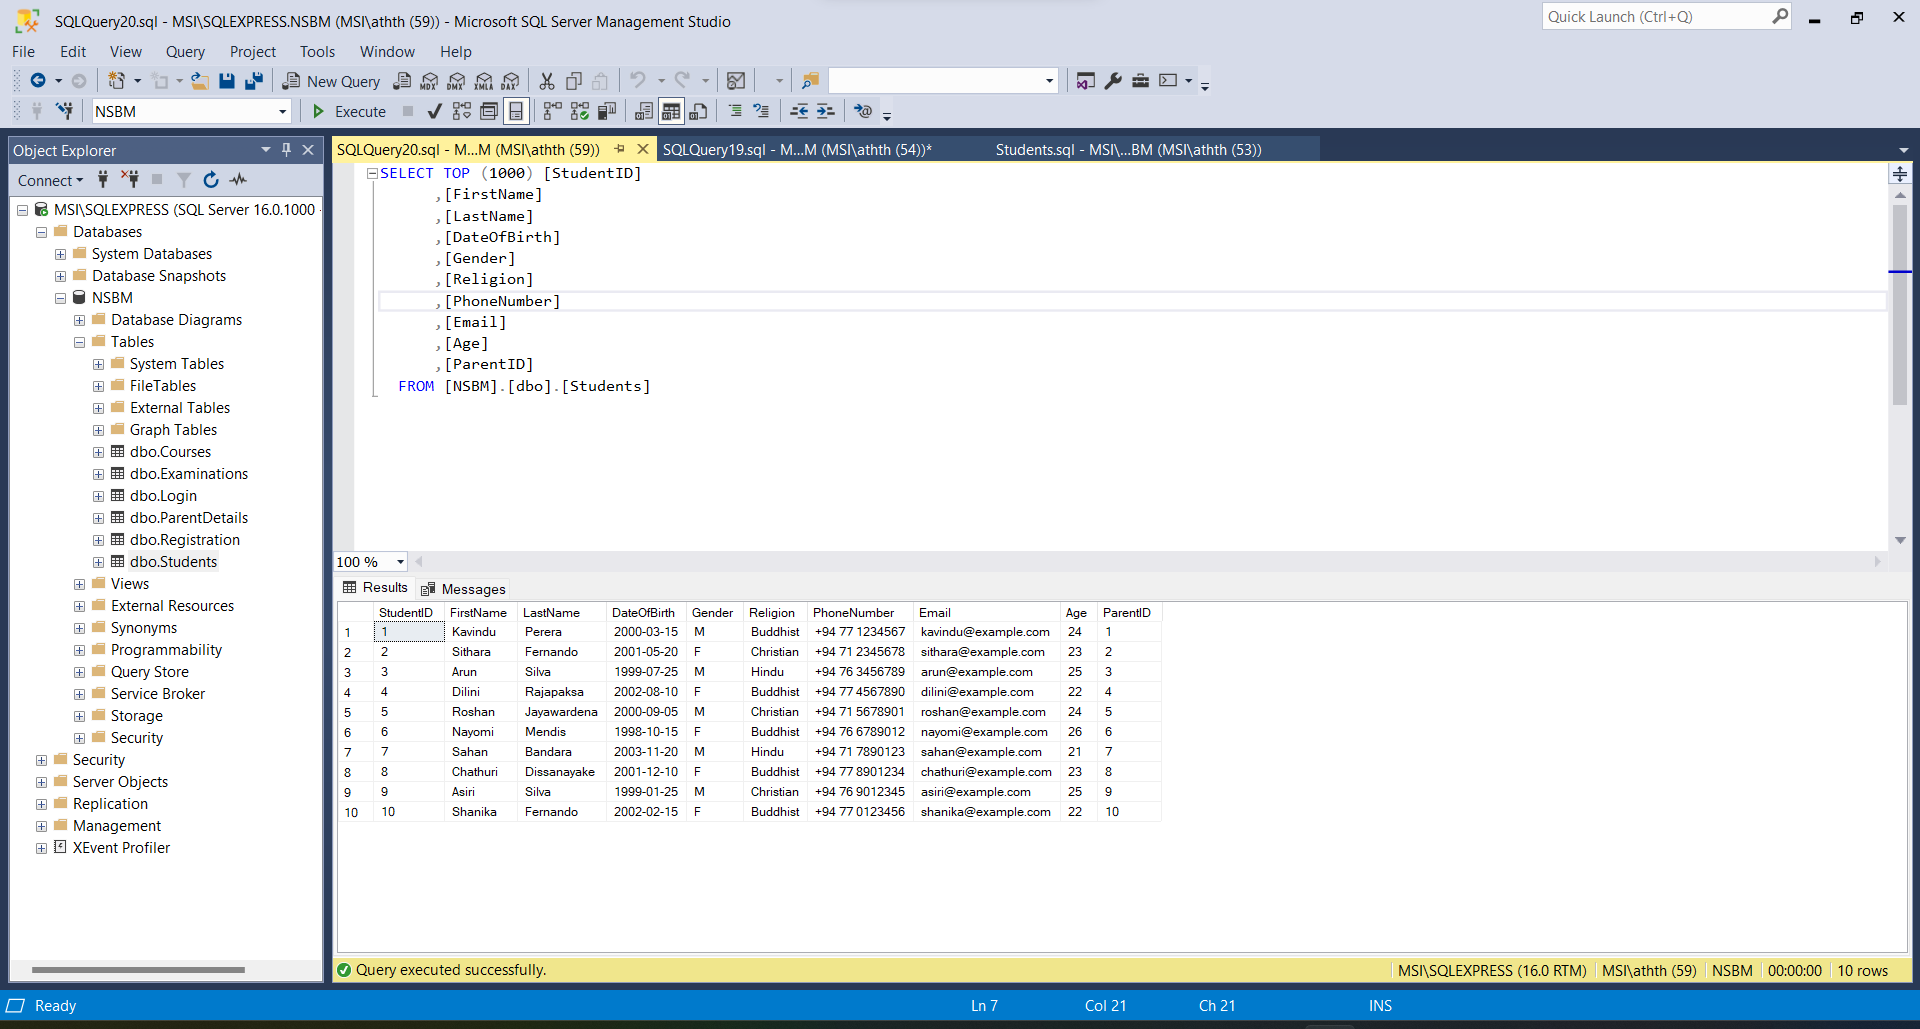 SQLQuery20.sql - MSI\SQLEXPRESS.NSBM (MSI\athth (59)) - Microsoft SQL Server Management Studio
Quick Launch (Ctrl+Q)
File Edit View Query Project Tools Window Help
New Query MDX DMX XMLA DAX
NSBM Execute
Object Explorer
SQLQuery20.sql - M...M (MSI\athth (59)) SQLQuery19.sql - M...M (MSI\athth (54))* Students.sql - MSI\...BM (MSI\athth (53))
Connect
MSI\SQLEXPRESS (SQL Server 16.0.1000 -
Databases
System Databases
Database Snapshots
NSBM
Database Diagrams
Tables
System Tables
FileTables
External Tables
Graph Tables
dbo.Courses
dbo.Examinations
dbo.Login
dbo.ParentDetails
dbo.Registration
dbo.Students
Views
External Resources
Synonyms
Programmability
Query Store
Service Broker
Storage
Security
Security
Server Objects
Replication
Management
XEvent Profiler
SELECT TOP (1000) [StudentID]
,[FirstName]
,[LastName]
,[DateOfBirth]
,[Gender]
,[Religion]
,[PhoneNumber]
,[Email]
,[Age]
,[ParentID]
FROM [NSBM].[dbo].[Students]
100 %
Results Messages
StudentID FirstName LastName DateOfBirth Gender Religion PhoneNumber Email Age ParentID
1 1 Kavindu Perera 2000-03-15 M Buddhist +94 77 1234567 kavindu@example.com 24 1
2 2 Sithara Fernando 2001-05-20 F Christian +94 71 2345678 sithara@example.com 23 2
3 3 Arun Silva 1999-07-25 M Hindu +94 76 3456789 arun@example.com 25 3
4 4 Dilini Rajapaksa 2002-08-10 F Buddhist +94 77 4567890 dilini@example.com 22 4
5 5 Roshan Jayawardena 2000-09-05 M Christian +94 71 5678901 roshan@example.com 24 5
6 6 Nayomi Mendis 1998-10-15 F Buddhist +94 76 6789012 nayomi@example.com 26 6
7 7 Sahan Bandara 2003-11-20 M Hindu +94 71 7890123 sahan@example.com 21 7
8 8 Chathuri Dissanayake 2001-12-10 F Buddhist +94 77 8901234 chathuri@example.com 23 8
9 9 Asiri Silva 1999-01-25 M Christian +94 76 9012345 asiri@example.com 25 9
10 10 Shanika Fernando 2002-02-15 F Buddhist +94 77 0123456 shanika@example.com 22 10
Query executed successfully. MSI\SQLEXPRESS (16.0 RTM) MSI\athth (59) NSBM 00:00:00 10 rows
Ready Ln 7 Col 21 Ch 21 INS